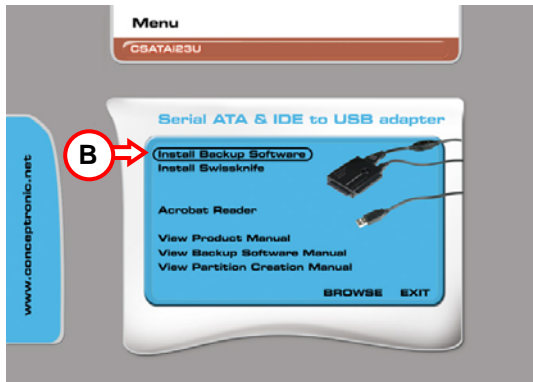 Menu
CSATAI23U
Serial ATA & IDE to USB adapter
B
Install Backup Software
Install Swissknife
Acrobat Reader
View Product Manual
View Backup Software Manual
View Partition Creation Manual
BROWSE EXIT
www.conceptronic.net